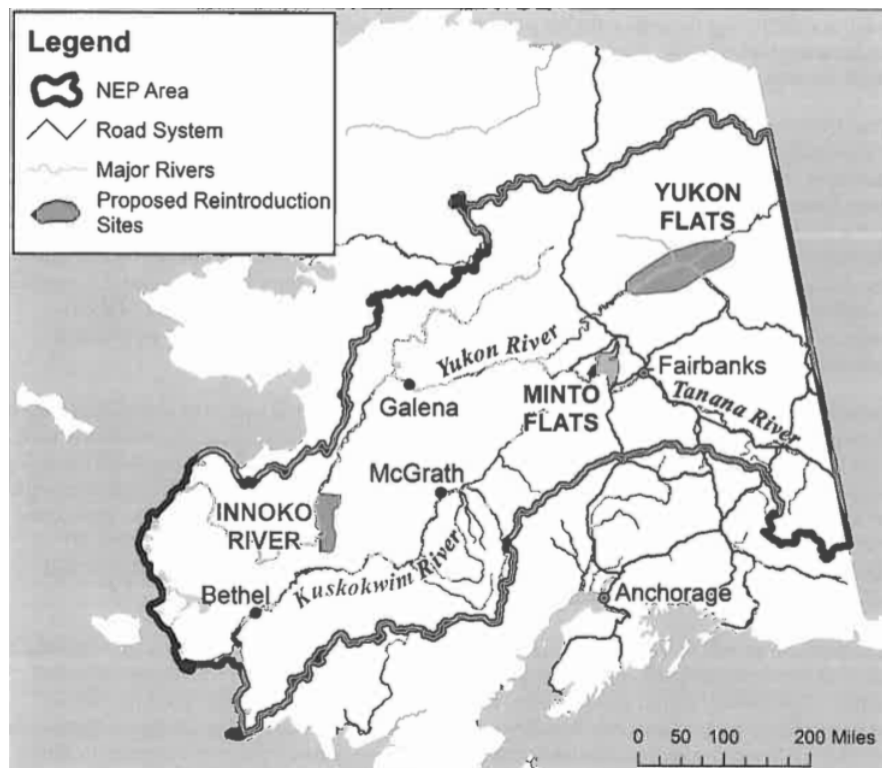 Legend
NEP Area
Road System
Major Rivers
Proposed Reintroduction
Sites
YUKON
FLATS
Yukon River
Fairbanks
MINTO
FLATS
Tanana River
Galena
McGrath
INNOKO
RIVER
Kuskokwim River
Bethel
Anchorage
0 50 100 200 Miles